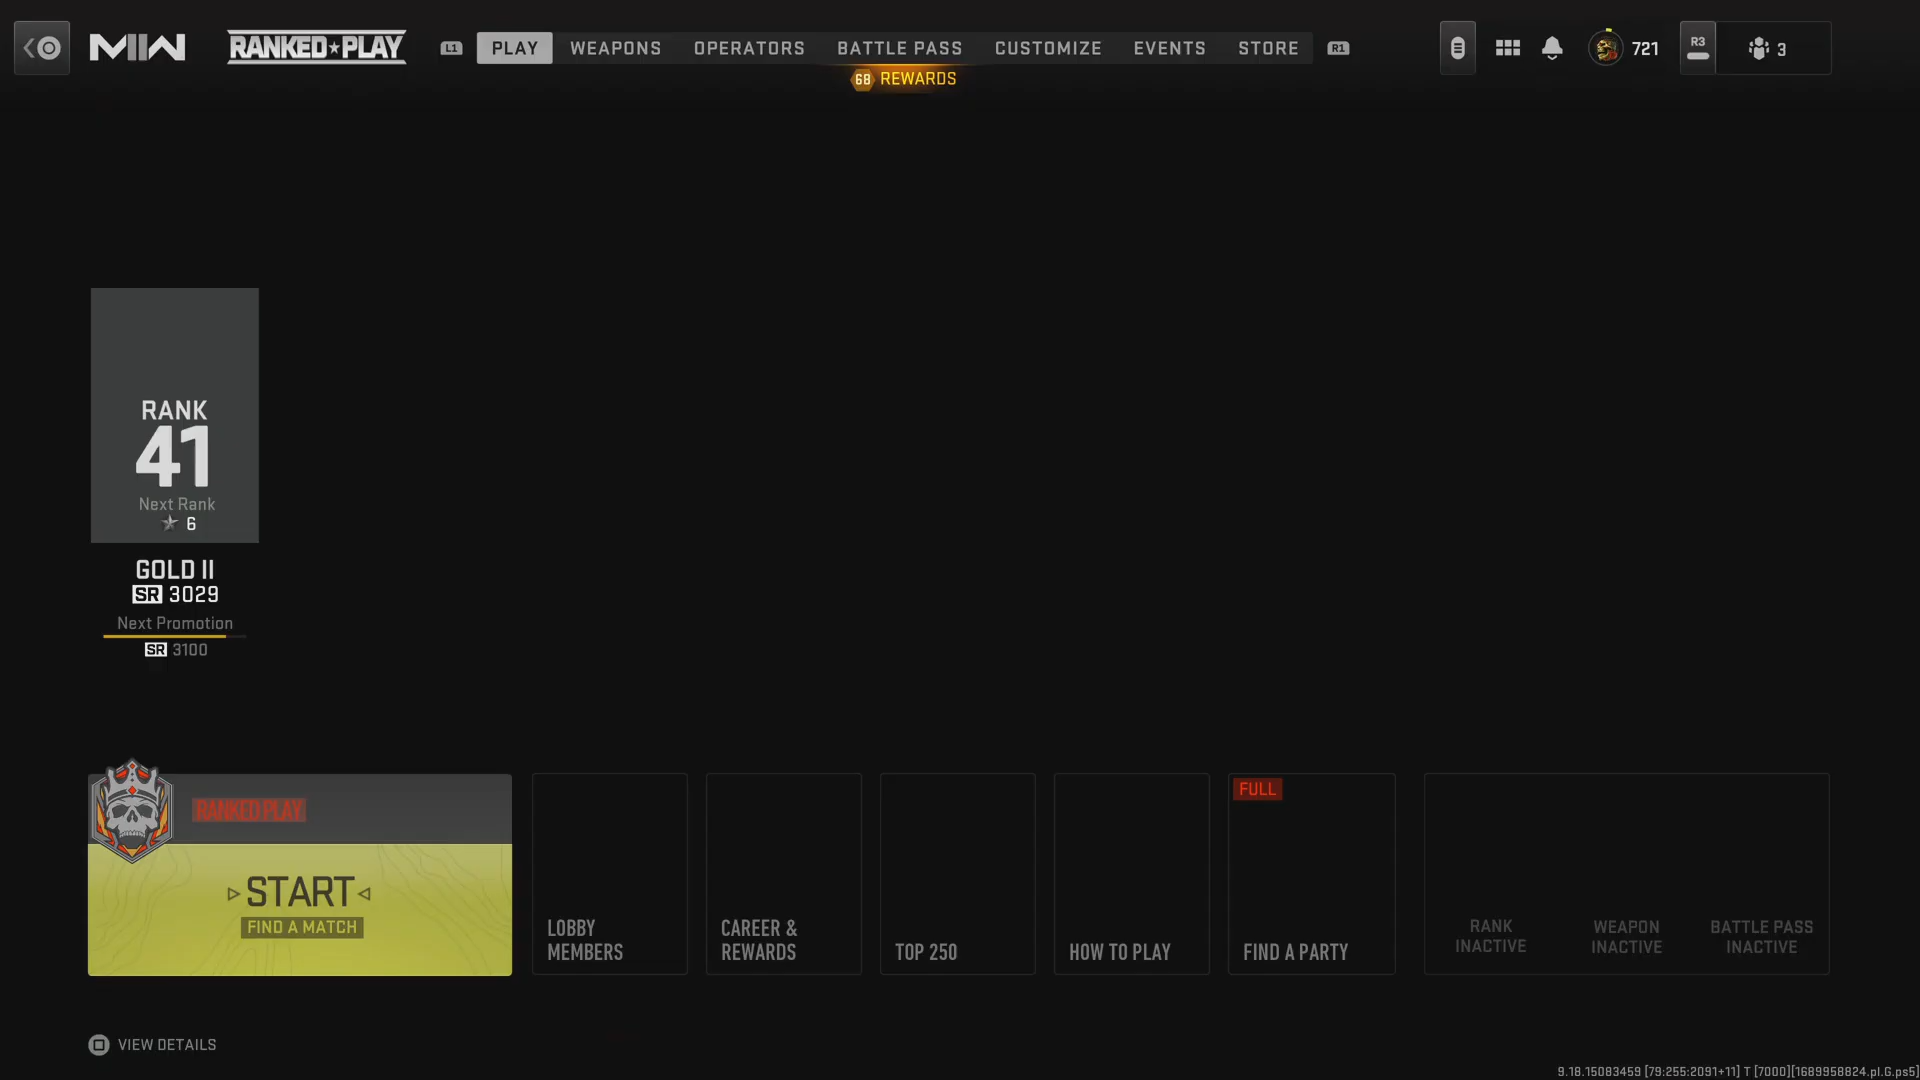 MW
RANKED PLAY
L1
PLAY
WEAPONS
OPERATORS
BATTLE PASS
CUSTOMIZE
EVENTS
STORE
R1
721
R3
3
68 REWARDS
RANK
41
Next Rank
6
GOLD II
SR 3029
Next Promotion
SR 3100
RANKED PLAY
START
FIND A MATCH
LOBBY
MEMBERS
CAREER &
REWARDS
TOP 250
HOW TO PLAY
FULL
FIND A PARTY
RANK
INACTIVE
WEAPON
INACTIVE
BATTLE PASS
INACTIVE
VIEW DETAILS
9.18.15083459 [79:255:2091+11] T [7000][1689958824.pl.G.ps5]